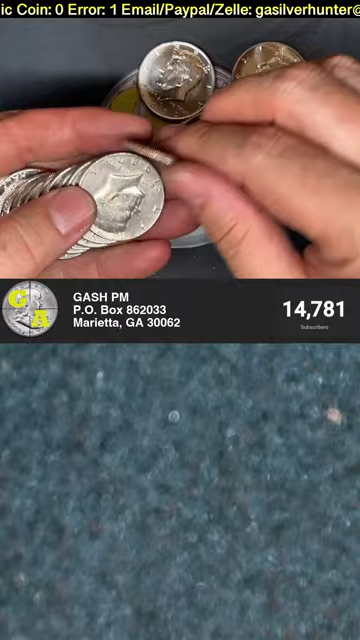 ic Coin: 0 Error: 1 Email/Paypal/Zelle: gasilverhunter@
GA
GASH PM
P.O. Box 862033
Marietta, GA 30062
14,781
Subscribers